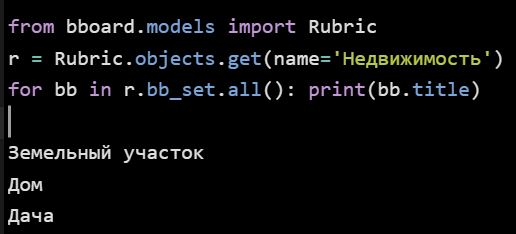 from bboard.models import Rubric
r = Rubric.objects.get(name='Недвижимость')
for bb in r.bb_set.all(): print(bb.title)
Земельный участок
Дом
Дача